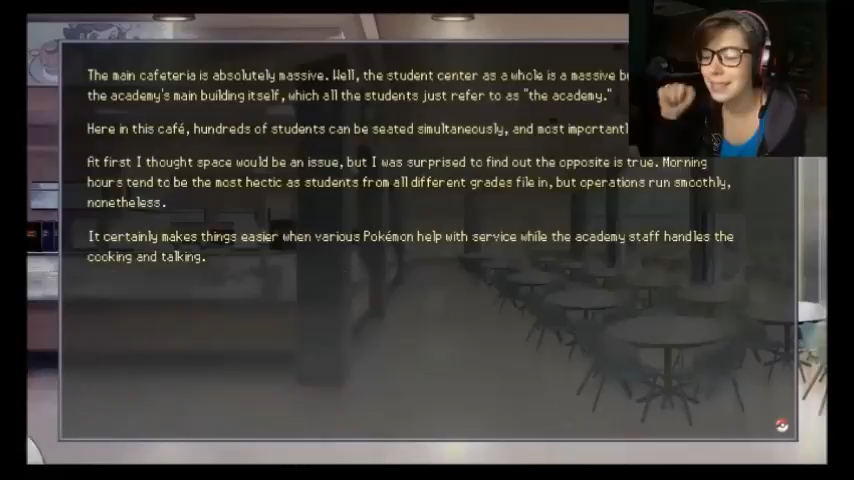 The main cafeteria is absolutely massive. Well, the student center as a whole is a massive
the academy's main building itself, which all the students just refer to as "the academy."
Here in this café, hundreds of students can be seated simultaneously, and most
At first I thought space would be an issue, but I was surprised to find out the opposite is true. Morning
hours tend to be the most hectic as students from all different grades file in, but operations run smoothly,
nonetheless.
It certainly makes things easier when various Pokémon help with service while the academy staff handles the
cooking and talking.